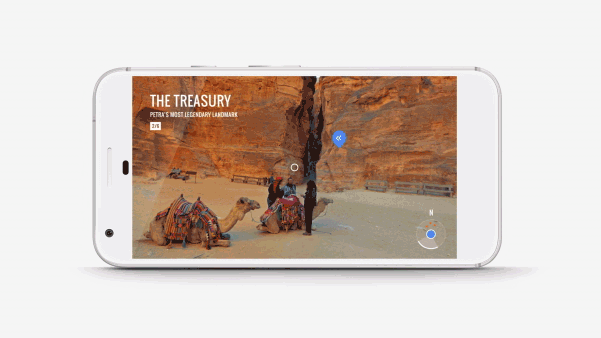 THE TREASURY
PETRA'S MOST LEGENDARY LANDMARK
N